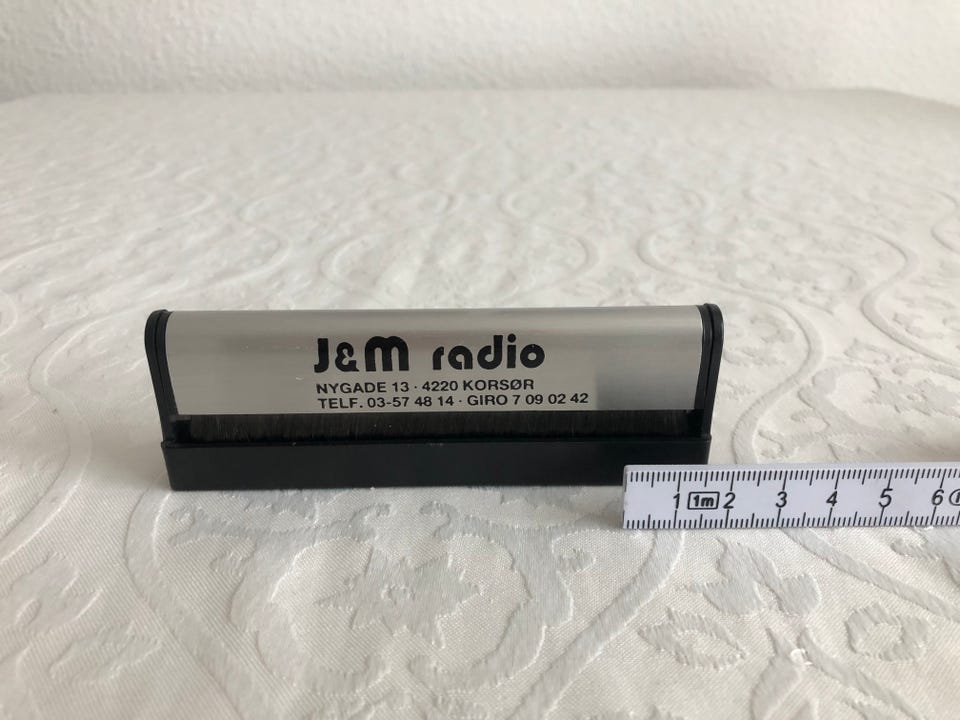 J&M radio
NYGADE 13 · 4220 KORSØR
TELF. 03-57 48 14 · GIRO 7 09 02 42
1 1m 2 3 4 5 6